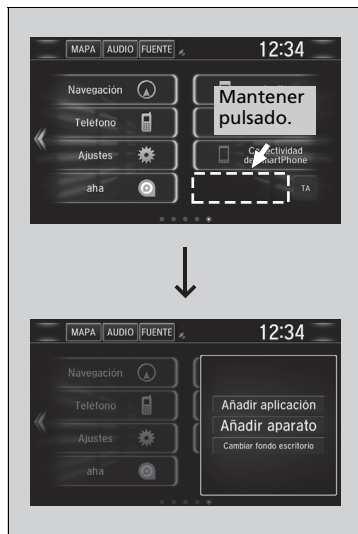 MAPA AUDIO FUENTE 12:34
Navegación
Mantener
pulsado.
Telefono
Ajustes
Conectividad
de SmartPhone
aha
TA
MAPA AUDIO FUENTE 12:34
Navegación
Telefono
Añadir aplicación
Añadir aparato
Ajustes
Cambiar fondo escritorio
aha